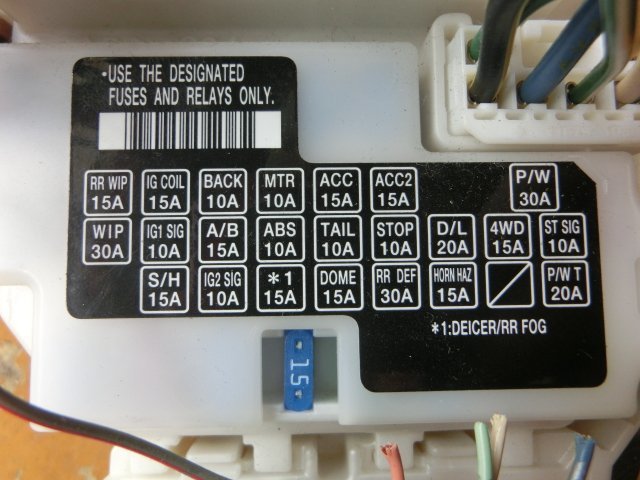 •USE THE DESIGNATED
FUSES AND RELAYS ONLY.
RR WIP IG COIL BACK MTR ACC ACC2 P/W
15A 15A 10A 10A 15A 15A 30A
WIP IG1 SIG A/B ABS TAIL STOP D/L 4WD ST SIG
30A 10A 15A 10A 10A 10A 20A 15A 10A
S/H IG2 SIG *1 DOME RR DEF HORN HAZ P/W T
15A 10A 15A 15A 30A 15A 20A
*1:DEICER/RR FOG
15